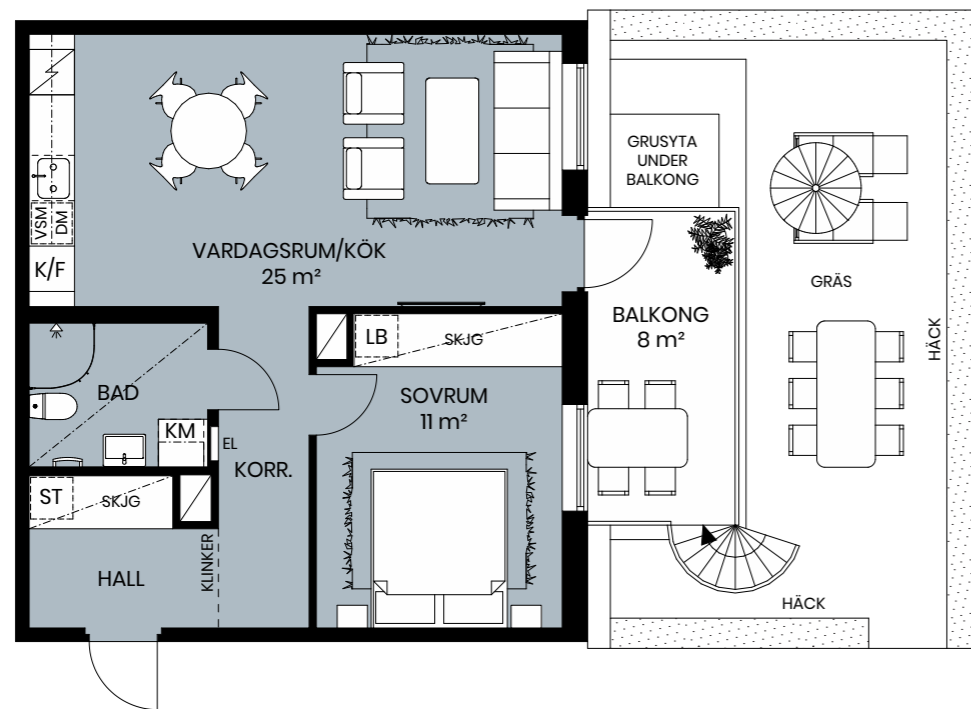 VARDAGSRUM/KÖK
25 m²
VSM
DM
K/F
GRUSYTA
UNDER
BALKONG
GRÄS
HÄCK
BALKONG
8 m²
LB
SKJG
SOVRUM
11 m²
BAD
KM
EL
KORR.
ST
SKJG
HALL
KLINKER
HÄCK